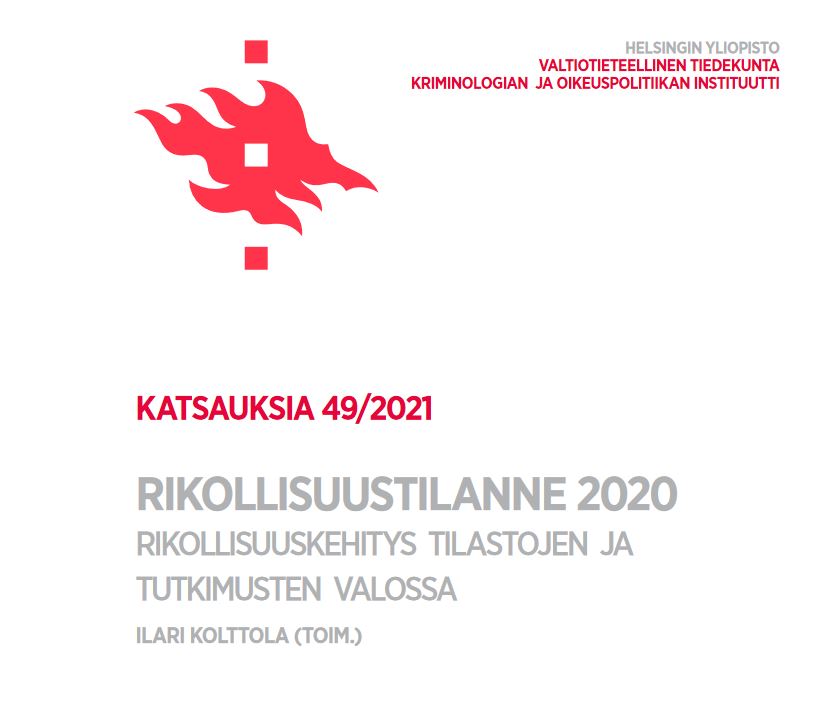 HELSINGIN YLIOPISTO
VALTIOTIETEELLINEN TIEDEKUNTA
KRIMINOLOGIAN JA OIKEUSPOLITIIKAN INSTITUUTTI
KATSAUKSIA 49/2021
RIKOLLISUUSTILANNE 2020
RIKOLLISUUSKEHITYS TILASTOJEN JA
TUTKIMUSTEN VALOSSA
ILARI KOLTTOLA (TOIM.)